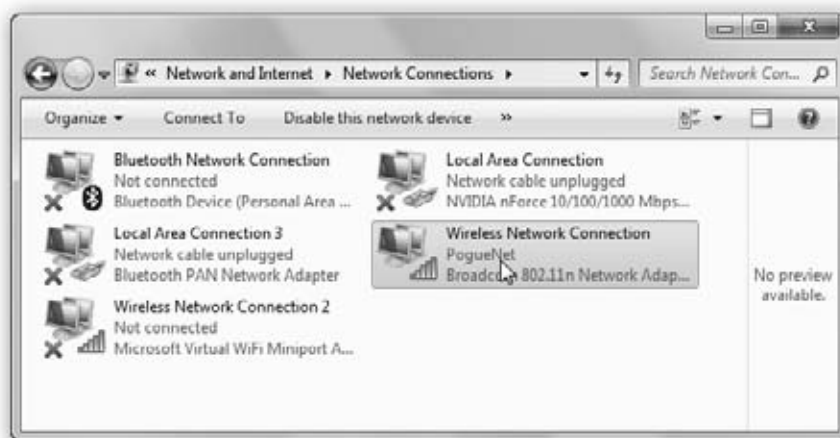 « Network and Internet ▸ Network Connections ▸
Search Network Con...
Organize
Connect To
Disable this network device
»
Bluetooth Network Connection
Not connected
Bluetooth Device (Personal Area ...
Local Area Connection
Network cable unplugged
NVIDIA nForce 10/100/1000 Mbps...
Local Area Connection 3
Network cable unplugged
Bluetooth PAN Network Adapter
Wireless Network Connection
PogueNet
Broadcom 802.11n Network Adap...
Wireless Network Connection 2
Not connected
Microsoft Virtual WiFi Miniport A...
No preview
available.